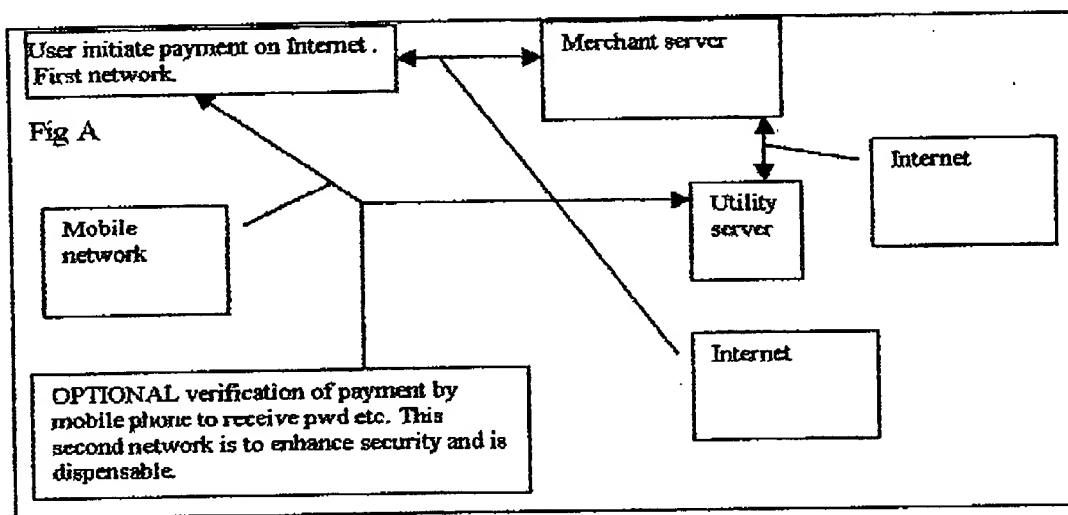 User initiate payment on Internet .
First network.
Merchant server
Fig A
Internet
Mobile
network
Utility
server
Internet
OPTIONAL verification of payment by
mobile phone to receive pwd etc. This
second network is to enhance security and is
dispensable.